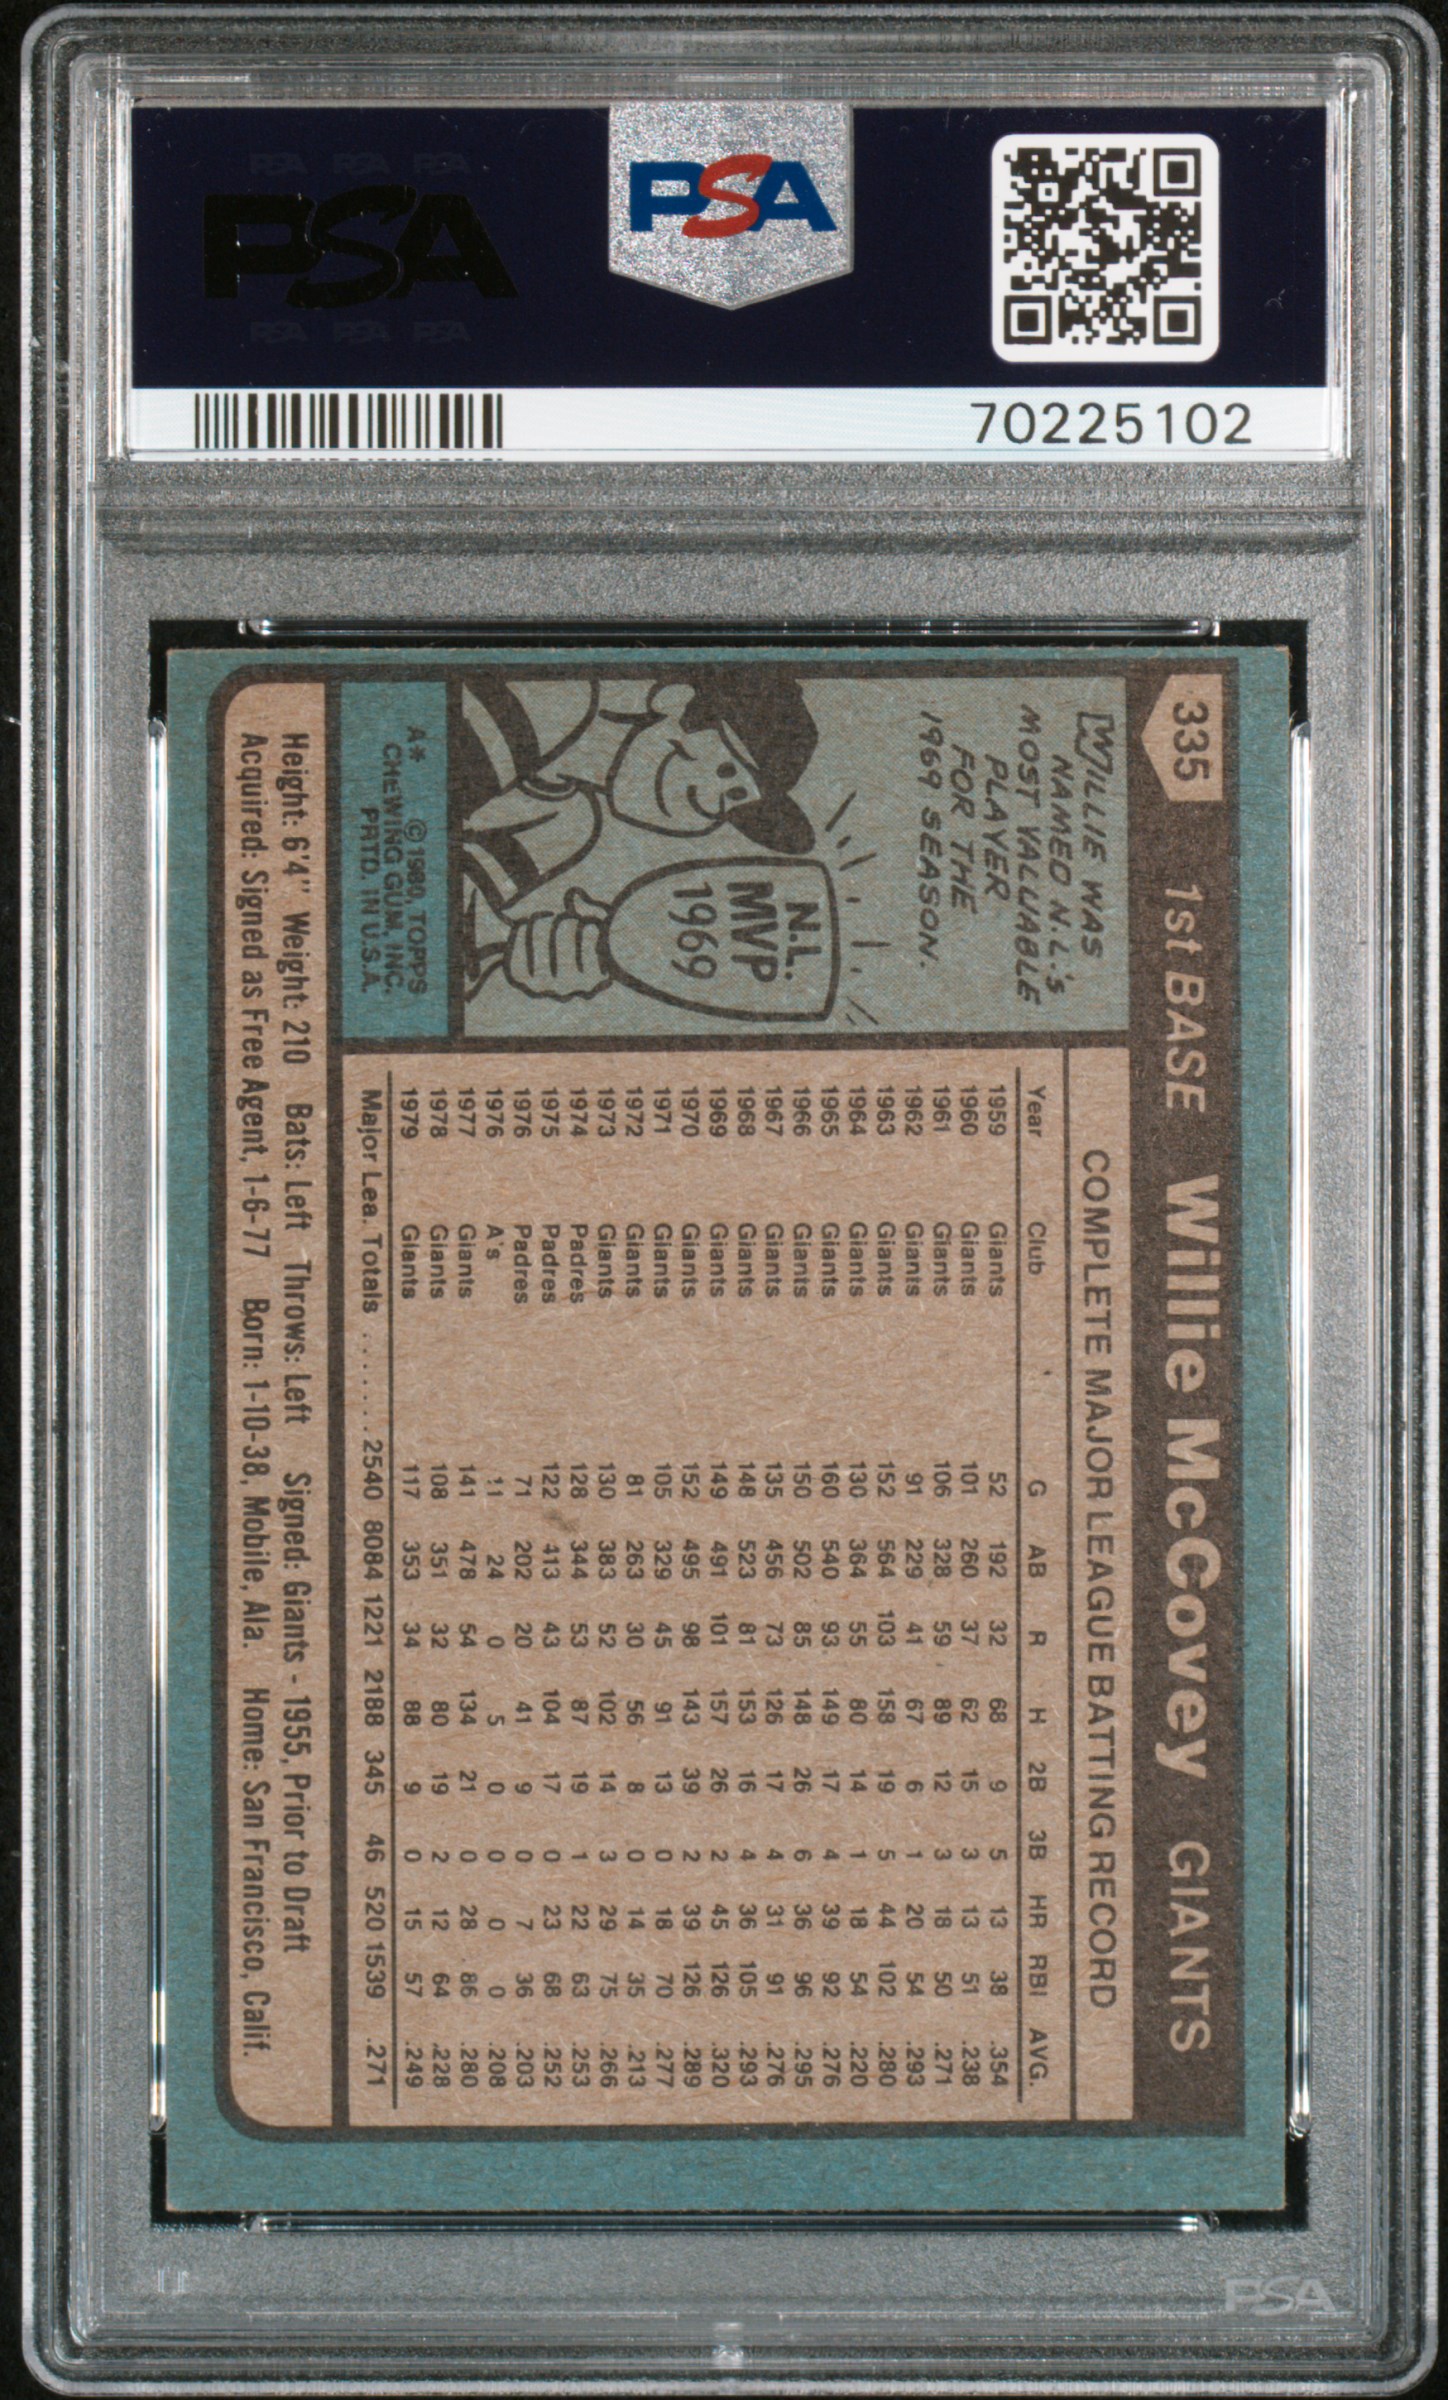 PSA PSA PSA
PSA
PSA PSA PSA
PSA
70225102
335 1st BASE Willie McCovey GIANTS
WILLIE WAS
NAMED N.L.'s
MOST VALUABLE
PLAYER
FOR THE
1969 SEASON.
N.L.
MVP
1969
A* © 1980, TOPPS
CHEWING GUM, INC.
PRTD. IN U.S.A.
COMPLETE MAJOR LEAGUE BATTING RECORD
Year Club G AB R H 2B 3B HR RBI AVG.
1959 Giants 52 192 32 68 9 5 13 38 .354
1960 Giants 101 260 37 62 15 3 13 51 .238
1961 Giants 106 328 59 89 12 3 18 50 .271
1962 Giants 91 229 41 67 6 1 20 54 .293
1963 Giants 152 564 103 158 19 5 44 102 .280
1964 Giants 130 364 55 80 14 1 18 54 .220
1965 Giants 160 540 93 149 17 4 39 92 .276
1966 Giants 150 502 85 148 26 6 36 96 .295
1967 Giants 135 456 73 126 17 4 31 91 .276
1968 Giants 148 523 81 153 16 4 36 105 .293
1969 Giants 149 491 101 157 26 2 45 126 .320
1970 Giants 152 495 98 143 39 2 39 126 .289
1971 Giants 105 329 45 91 13 0 18 70 .277
1972 Giants 81 263 30 56 8 0 14 35 .213
1973 Giants 130 383 52 102 14 3 29 75 .266
1974 Padres 128 344 53 87 19 1 22 63 .253
1975 Padres 122 413 43 104 17 0 23 68 .252
1976 Padres 71 202 20 41 9 0 7 36 .203
1976 A's 11 24 0 5 0 0 0 0 .208
1977 Giants 141 478 54 134 21 0 28 86 .280
1978 Giants 108 351 32 80 19 2 12 64 .228
1979 Giants 117 353 34 88 9 0 15 57 .249
Major Lea. Totals ....... 2540 8084 1221 2188 345 46 520 1539 .271
Height: 6'4" Weight: 210 Bats: Left Throws: Left Signed: Giants - 1955, Prior to Draft
Acquired: Signed as Free Agent, 1-6-77 Born: 1-10-38, Mobile, Ala. Home: San Francisco, Calif.
PSA